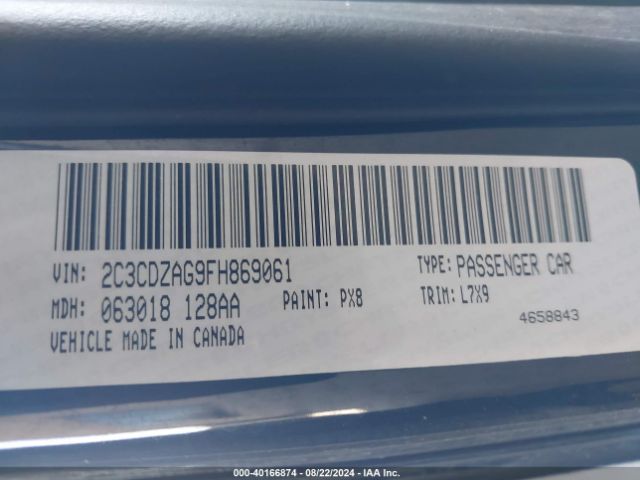 VIN: 2C3CDZAG9FH869061 TYPE: PASSENGER CAR
MDH: 063018 128AA PAINT: PX8 TRIM: L7X9
VEHICLE MADE IN CANADA 4658843
000-40166874 - 08/22/2024 - IAA Inc.